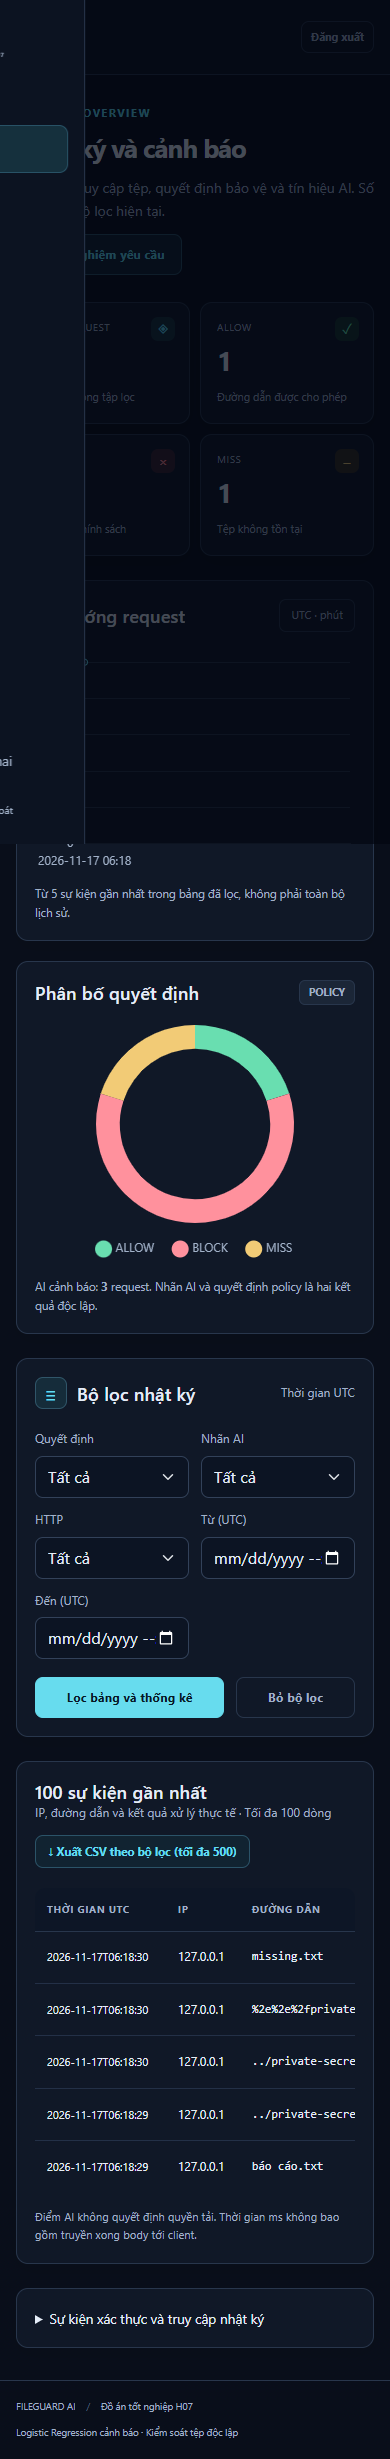 Đăng xuất
OVERVIEW
ký và cảnh báo
uy cập tệp, quyết định bảo vệ và tín hiệu AI. Số
ộ lọc hiện tại.
nghiệm yêu cầu
UEST
ong tập lọc
ALLOW
✓
1
Đường dẫn được cho phép
×
hính sách
MISS
–
1
Tệp không tồn tại
ớng request
UTC · phút
hai
oát
2026-11-17 06:18
Từ 5 sự kiện gần nhất trong bảng đã lọc, không phải toàn bộ
lịch sử.
Phân bố quyết định
POLICY
ALLOW
BLOCK
MISS
AI cảnh báo: 3 request. Nhãn AI và quyết định policy là hai kết
quả độc lập.
Bộ lọc nhật ký
Thời gian UTC
Quyết định
Nhãn AI
Tất cả
Tất cả
HTTP
Từ (UTC)
Tất cả
mm/dd/yyyy --
Đến (UTC)
mm/dd/yyyy --
Lọc bảng và thống kê
Bỏ bộ lọc
100 sự kiện gần nhất
IP, đường dẫn và kết quả xử lý thực tế · Tối đa 100 dòng
↓ Xuất CSV theo bộ lọc (tối đa 500)
THỜI GIAN UTC IP ĐƯỜNG DẪN
2026-11-17T06:18:30 127.0.0.1 missing.txt
2026-11-17T06:18:30 127.0.0.1 %2e%2e%2fprivate
2026-11-17T06:18:30 127.0.0.1 ../private-secre
2026-11-17T06:18:29 127.0.0.1 ../private-secre
2026-11-17T06:18:29 127.0.0.1 báo cáo.txt
Điểm AI không quyết định quyền tải. Thời gian ms không bao
gồm truyền xong body tới client.
▶ Sự kiện xác thực và truy cập nhật ký
FILEGUARD AI / Đồ án tốt nghiệp H07
Logistic Regression cảnh báo · Kiểm soát tệp độc lập